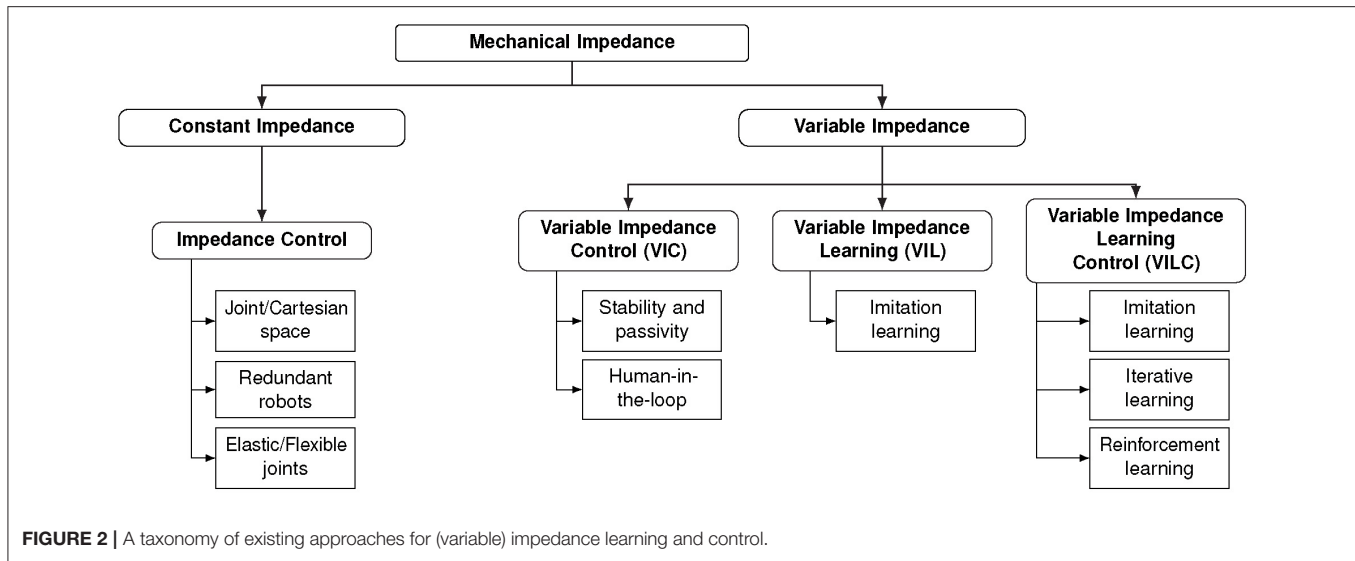 Mechanical Impedance
Constant Impedance
Variable Impedance
Impedance Control
Variable Impedance
Control (VIC)
Variable Impedance
Learning (VIL)
Variable Impedance
Learning
Control (VILC)
Joint/Cartesian
space
Redundant
robots
Elastic/Flexible
joints
Stability and
passivity
Human-in-
the-loop
Imitation
learning
Imitation
learning
Iterative
learning
Reinforcement
learning
FIGURE 2 | A taxonomy of existing approaches for (variable) impedance learning and control.